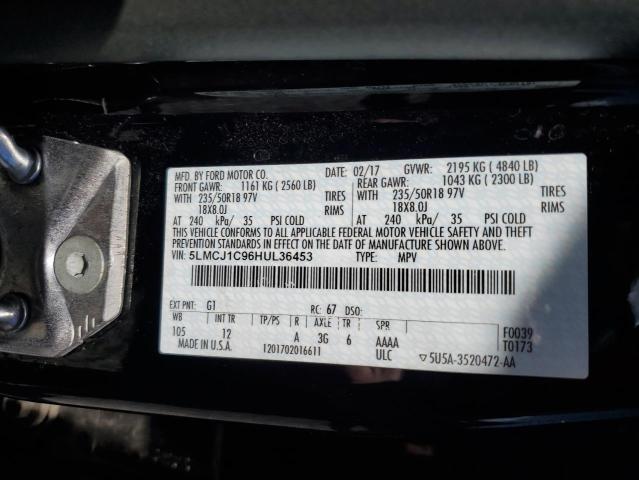 MFD. BY FORD MOTOR CO.
DATE: 02/17 GVWR: 2195 KG ( 4840 LB)
FRONT GAWR: 1161 KG ( 2560 LB) REAR GAWR: 1043 KG ( 2300 LB)
WITH 235/50R18 97V TIRES WITH 235/50R18 97V TIRES
18X8.0J RIMS 18X8.0J RIMS
AT 240 kPa/ 35 PSI COLD AT 240 kPa/ 35 PSI COLD
THIS VEHICLE CONFORMS TO ALL APPLICABLE FEDERAL MOTOR VEHICLE SAFETY AND THEFT
PREVENTION STANDARDS IN EFFECT ON THE DATE OF MANUFACTURE SHOWN ABOVE.
VIN: 5LMCJ1C96HUL36453 TYPE: MPV
EXT PNT: G1 RC: 67 DSO:
WB INT TR TP/PS R AXLE TR SPR F0039
105 12 A 3G 6 AAAA T0173
MADE IN U.S.A. 1201702016611 ULC ▽5U5A-3520472-AA